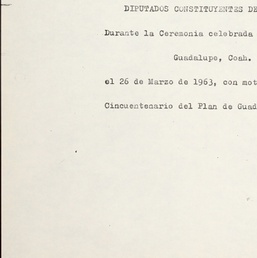 DIPUTADOS CONSTITUYENTES DE
Durante la Ceremonia celebrada
Guadalupe, Coah.
el 26 de Marzo de 1963, con mot
Cincuentenario del Plan de Guad